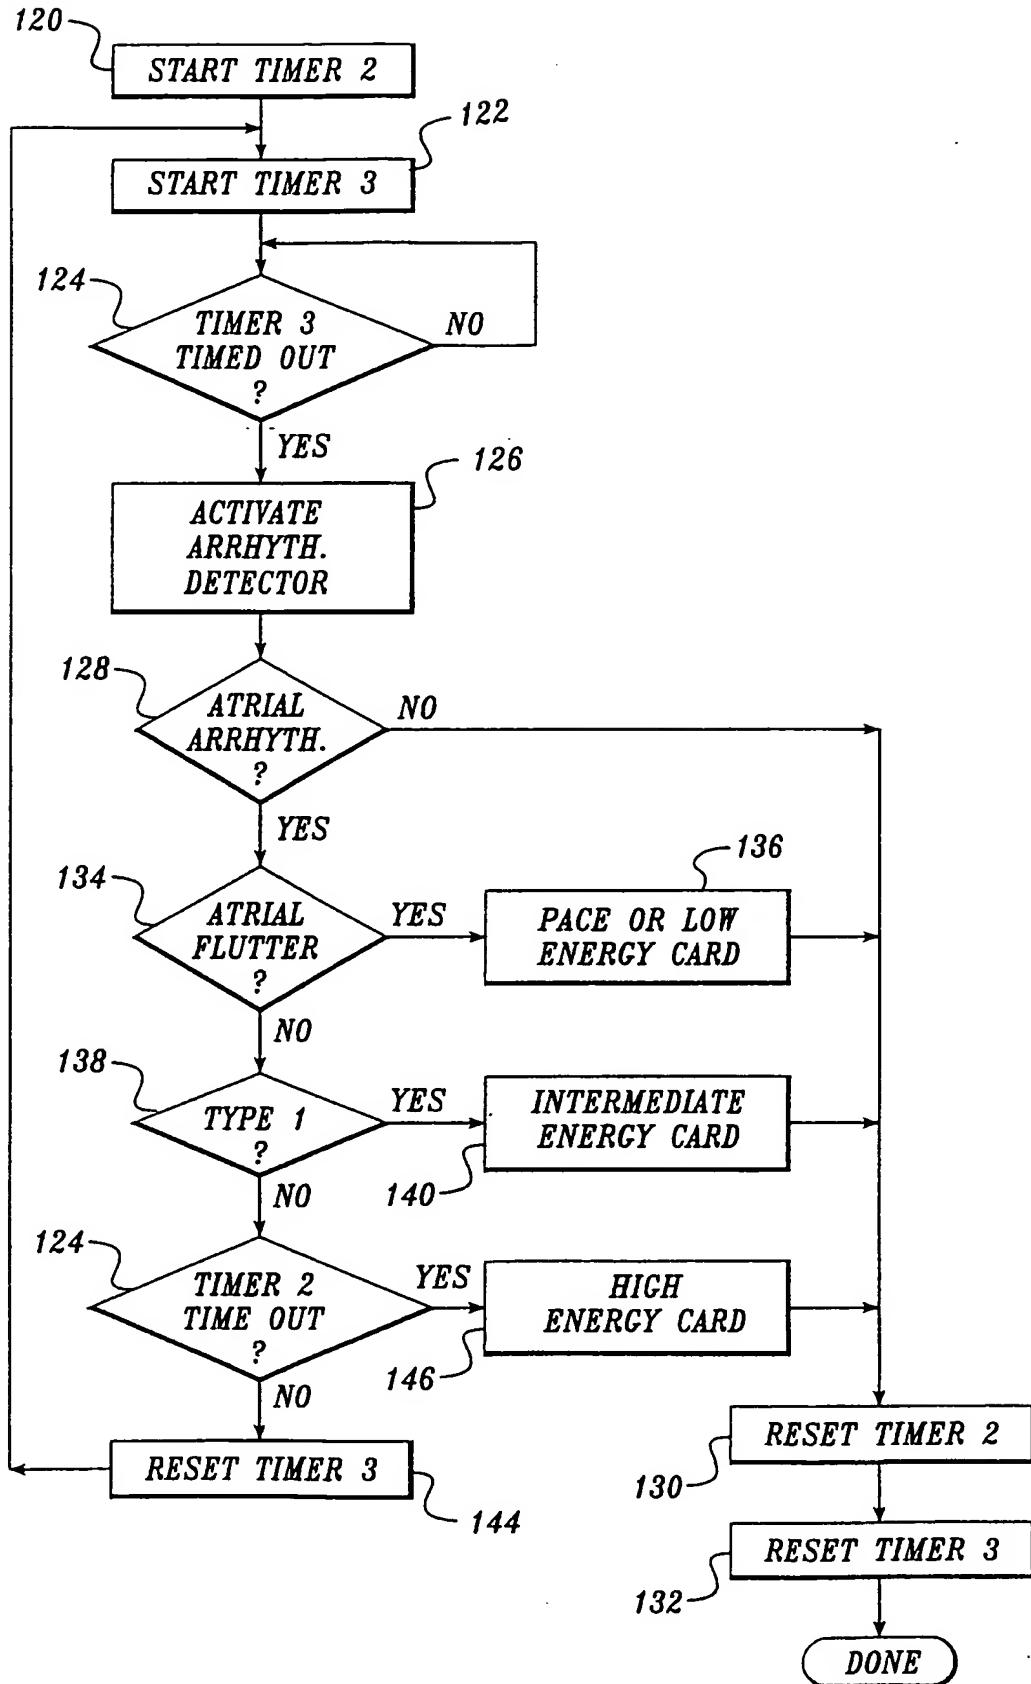 120
START TIMER 2
122
START TIMER 3
124
TIMER 3
TIMED OUT
?
NO
YES
126
ACTIVATE
ARRHYTH.
DETECTOR
128
ATRIAL
ARRHYTH.
?
NO
YES
134
ATRIAL
FLUTTER
?
YES
136
PACE OR LOW
ENERGY CARD
NO
138
TYPE 1
?
YES
INTERMEDIATE
ENERGY CARD
140
NO
124
TIMER 2
TIME OUT
?
YES
HIGH
ENERGY CARD
146
NO
RESET TIMER 3
144
RESET TIMER 2
130
RESET TIMER 3
132
DONE